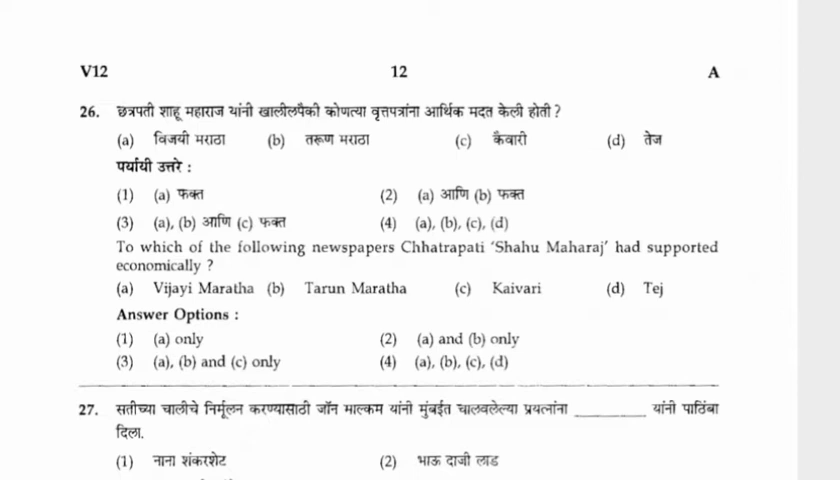 V12 12 A
26. छत्रपती शाहू महाराज यांनी खालीलपैकी कोणत्या वृत्तपत्रांना आर्थिक मदत केली होती ?
(a) विजयी मराठा (b) तरूण मराठा (c) कैवारी (d) तेज
पर्यायी उत्तरे :
(1) (a) फक्त (2) (a) आणि (b) फक्त
(3) (a), (b) आणि (c) फक्त (4) (a), (b), (c), (d)
To which of the following newspapers Chhatrapati 'Shahu Maharaj' had supported
economically ?
(a) Vijayi Maratha (b) Tarun Maratha (c) Kaivari (d) Tej
Answer Options :
(1) (a) only (2) (a) and (b) only
(3) (a), (b) and (c) only (4) (a), (b), (c), (d)
27. सतीच्या चालीचे निर्मूलन करण्यासाठी जॉन माल्कम यांनी मुंबईत चालवलेल्या प्रयत्नांना ________ यांनी पाठिंबा
दिला.
(1) नाना शंकरशेट (2) भाऊ दाजी लाड